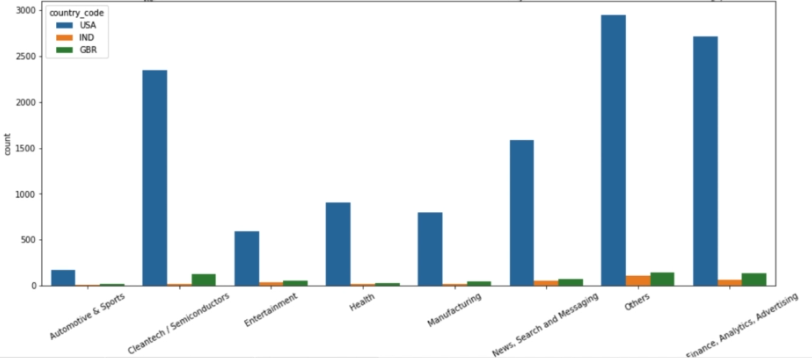 country_code
USA
IND
GBR
3000
2500
2000
1500
1000
500
0
count
Automotive & Sports
Cleantech / Semiconductors
Entertainment
Health
Manufacturing
News, Search and Messaging
Others
Finance, Analytics, Advertising